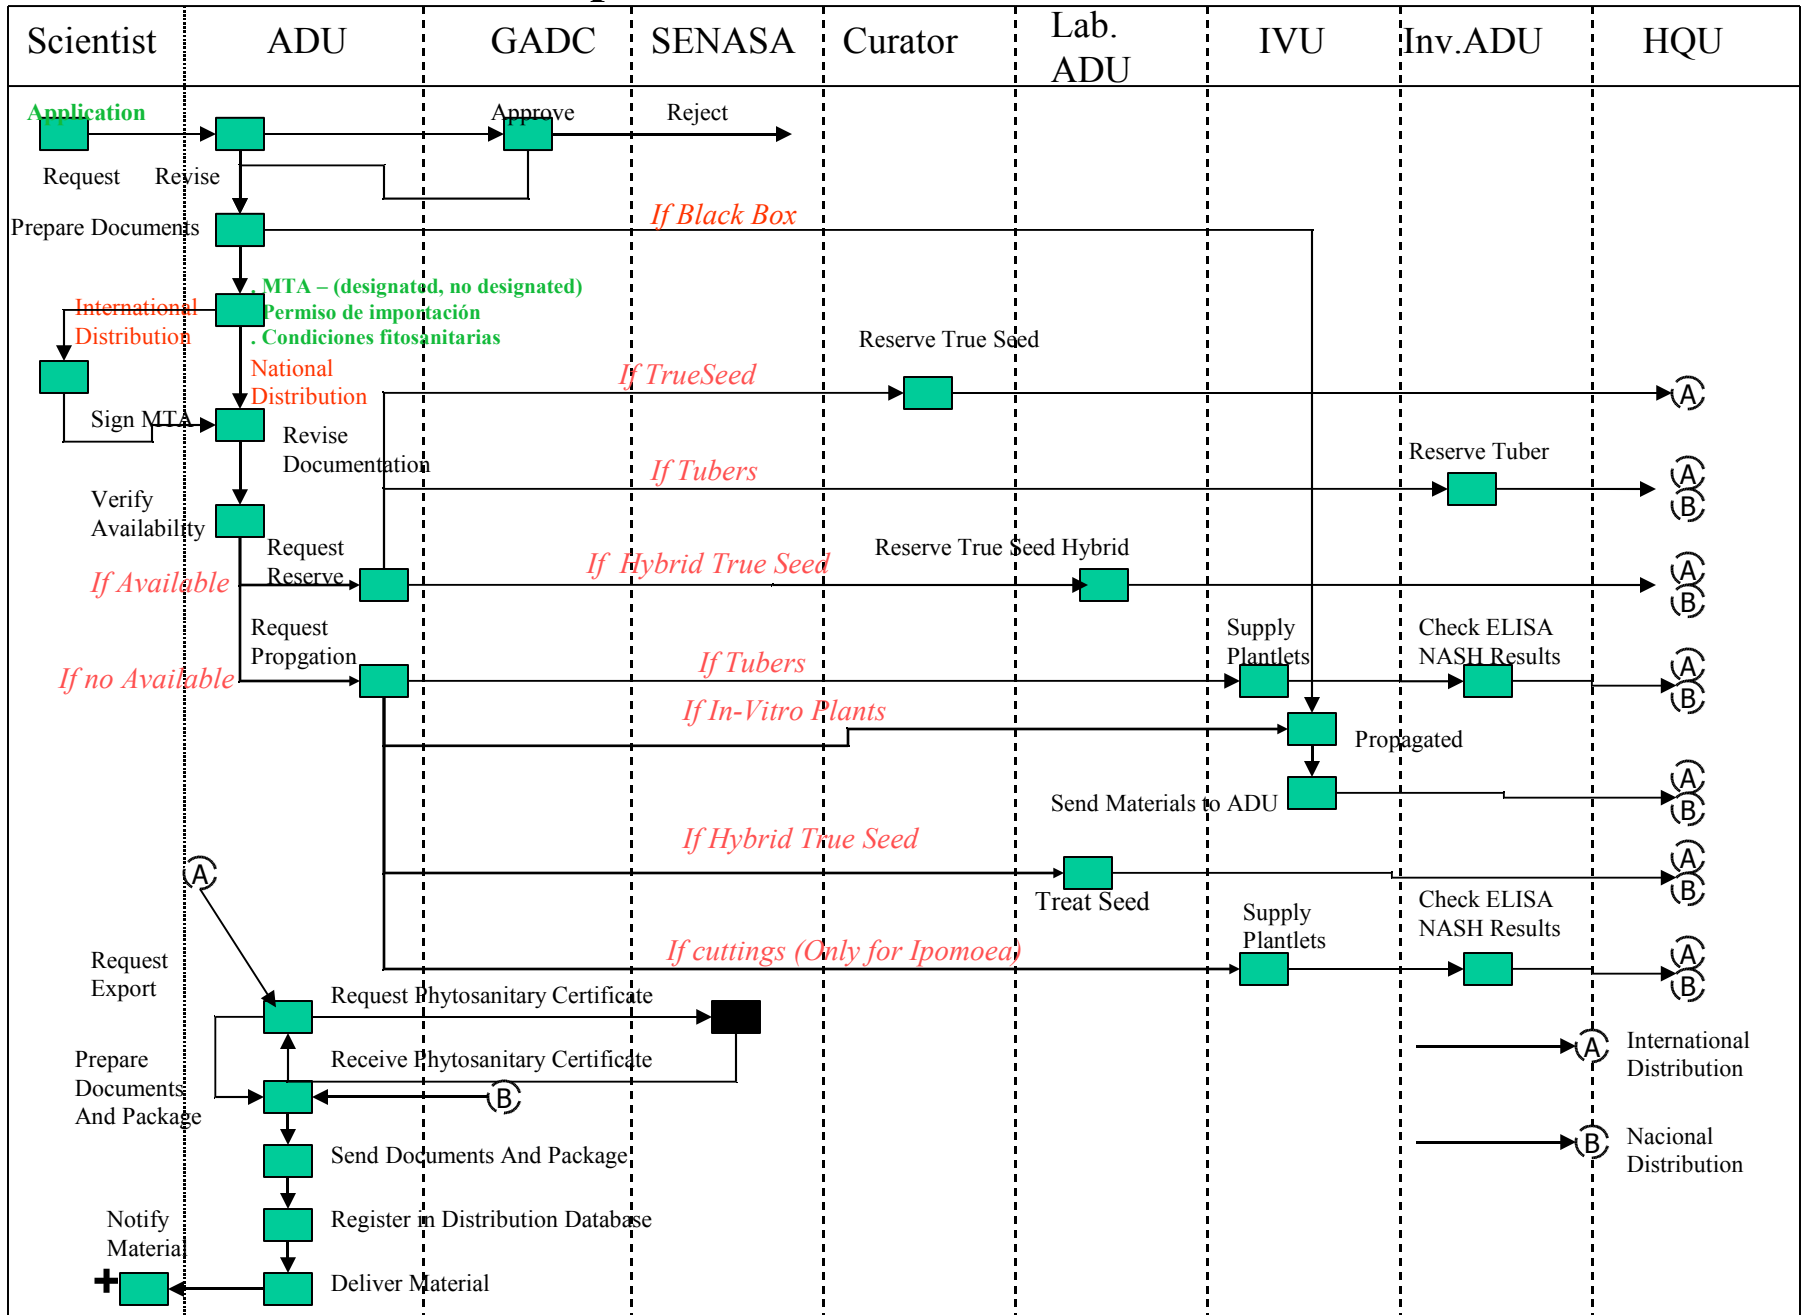 Scientist
ADU
GADC
SENASA
Curator
Lab.
ADU
IVU
Inv.ADU
HQU
Application
Approve
Reject
Request
Revise
Prepare Documents
If Black Box
. MTA – (designated, no designated)
. Permiso de importación
. Condiciones fitosanitarias
International
Distribution
National
Distribution
Reserve True Seed
If TrueSeed
A
Sign MTA
Revise
Documentation
Reserve Tuber
If Tubers
A
B
Verify
Availability
Request
Reserve
Reserve True Seed Hybrid
If Hybrid True Seed
If Available
A
B
Request
Propgation
Supply
Plantlets
Check ELISA
NASH Results
If Tubers
If no Available
A
B
If In-Vitro Plants
Propagated
Send Materials to ADU
A
B
If Hybrid True Seed
A
B
A
Treat Seed
Supply
Plantlets
Check ELISA
NASH Results
If cuttings (Only for Ipomoea)
A
B
Request
Export
Request Phytosanitary Certificate
Prepare
Documents
And Package
Receive Phytosanitary Certificate
B
A
International
Distribution
B
Nacional
Distribution
Send Documents And Package
Register in Distribution Database
Notify
Material
Deliver Material